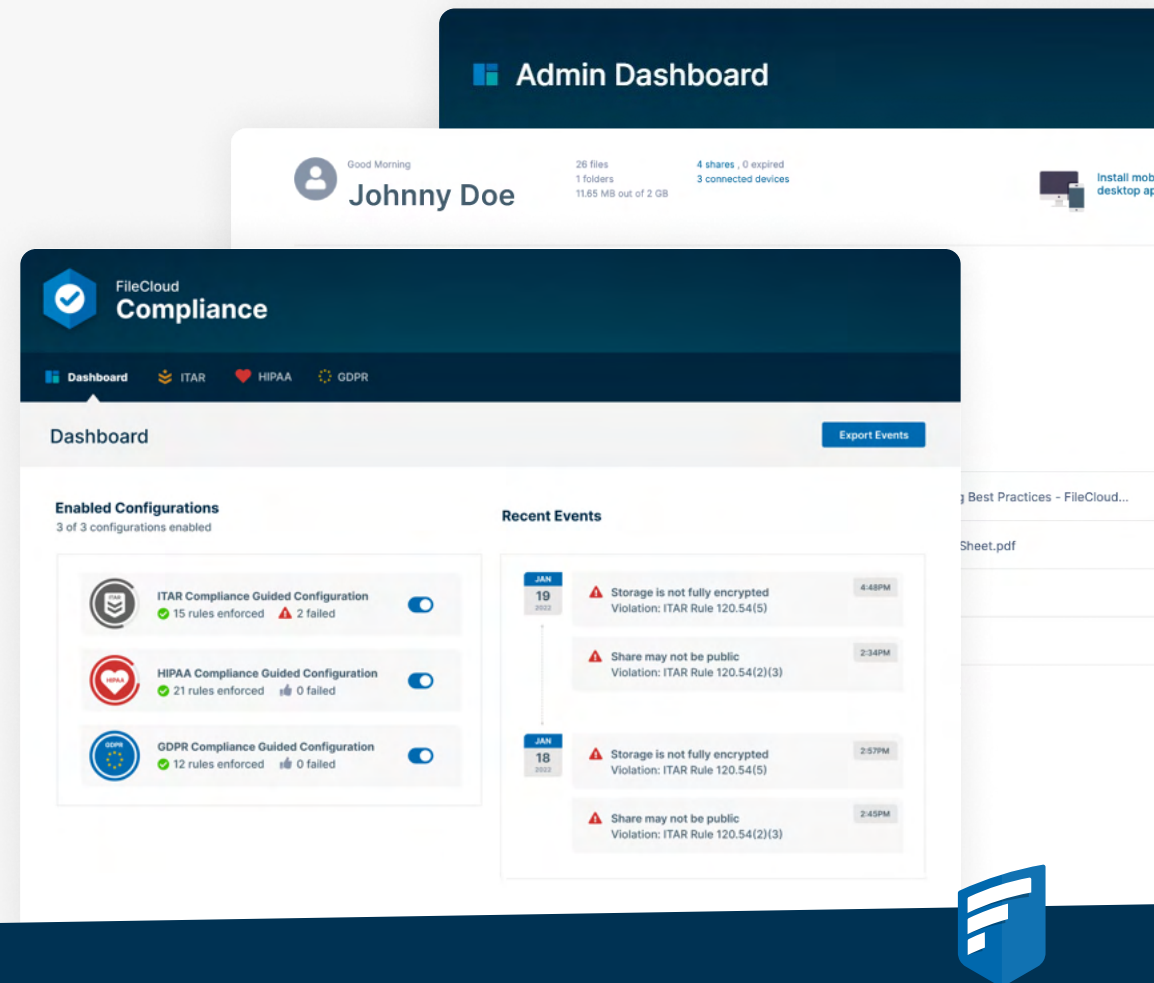 Admin Dashboard
Good Morning
Johnny Doe
26 files
1 folders
11.65 MB out of 2 GB
4 shares , 0 expired
3 connected devices
Install mob
desktop ap
FileCloud
Compliance
Dashboard
ITAR
HIPAA
GDPR
Dashboard
Export Events
Enabled Configurations
3 of 3 configurations enabled
ITAR
ITAR Compliance Guided Configuration
15 rules enforced
2 failed
HIPAA
HIPAA Compliance Guided Configuration
21 rules enforced
0 failed
GDPR
GDPR Compliance Guided Configuration
12 rules enforced
0 failed
Recent Events
JAN
19
2022
Storage is not fully encrypted
Violation: ITAR Rule 120.54(5)
4:48PM
Share may not be public
Violation: ITAR Rule 120.54(2)(3)
2:34PM
JAN
18
2022
Storage is not fully encrypted
Violation: ITAR Rule 120.54(5)
2:57PM
Share may not be public
Violation: ITAR Rule 120.54(2)(3)
2:45PM
g Best Practices - FileCloud...
Sheet.pdf